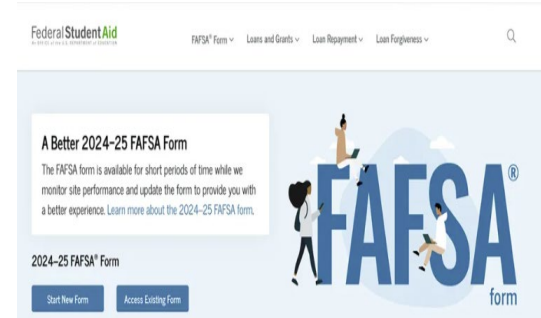 Federal Student Aid
FAFSA® Form
Loans and Grants
Loan Repayment
Loan Forgiveness
A Better 2024–25 FAFSA Form
The FAFSA form is available for short periods of time while we
monitor site performance and update the form to provide you with
a better experience. Learn more about the 2024–25 FAFSA form.
2024–25 FAFSA® Form
Start New Form
Access Existing Form
FAFSA®
form